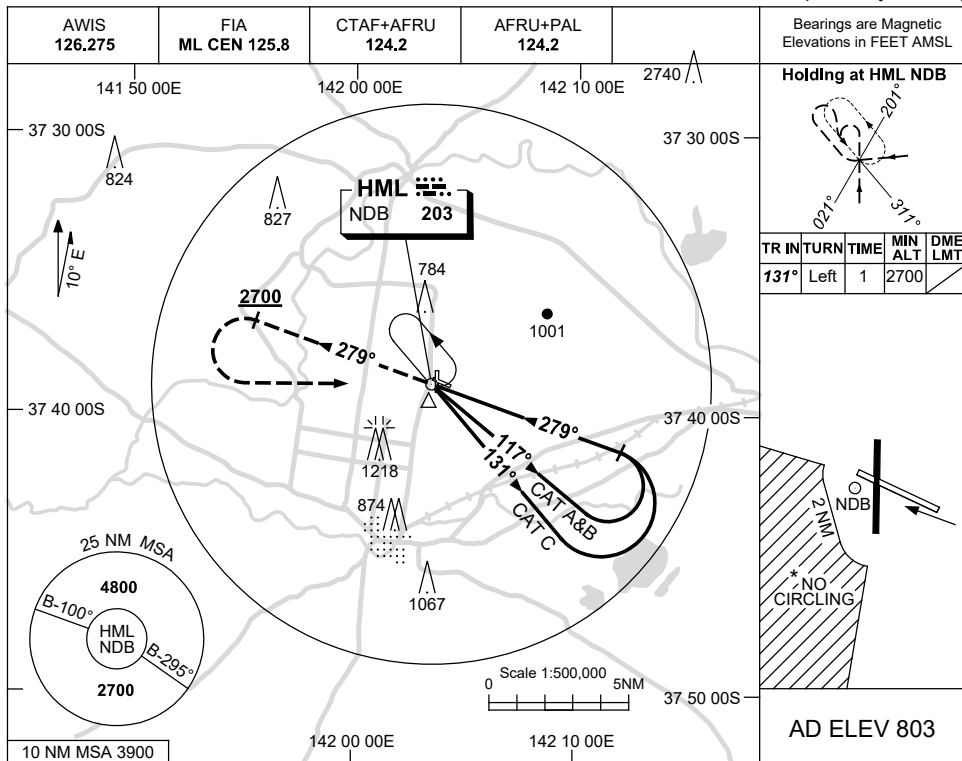 AWIS
126.275
FIA
ML CEN 125.8
CTAF+AFRU
124.2
AFRU+PAL
124.2
Bearings are Magnetic
Elevations in FEET AMSL
141 50 00E
142 00 00E
142 10 00E
2740
37 30 00S
37 30 00S
824
827
HML
NDB 203
10° E
784
2700
1001
279°
37 40 00S
37 40 00S
279°
117°
131°
CAT A&B
CAT C
1218
874
1067
25 NM MSA
4800
B-100°
HML
NDB
B-295°
2700
Scale 1:500,000
0 5NM
37 50 00S
142 00 00E
142 10 00E
10 NM MSA 3900
Holding at HML NDB
201°
021°
311°
TR IN TURN TIME MIN ALT DME LMT
131° Left 1 2700
NDB
2 NM
* NO
CIRCLING
AD ELEV 803